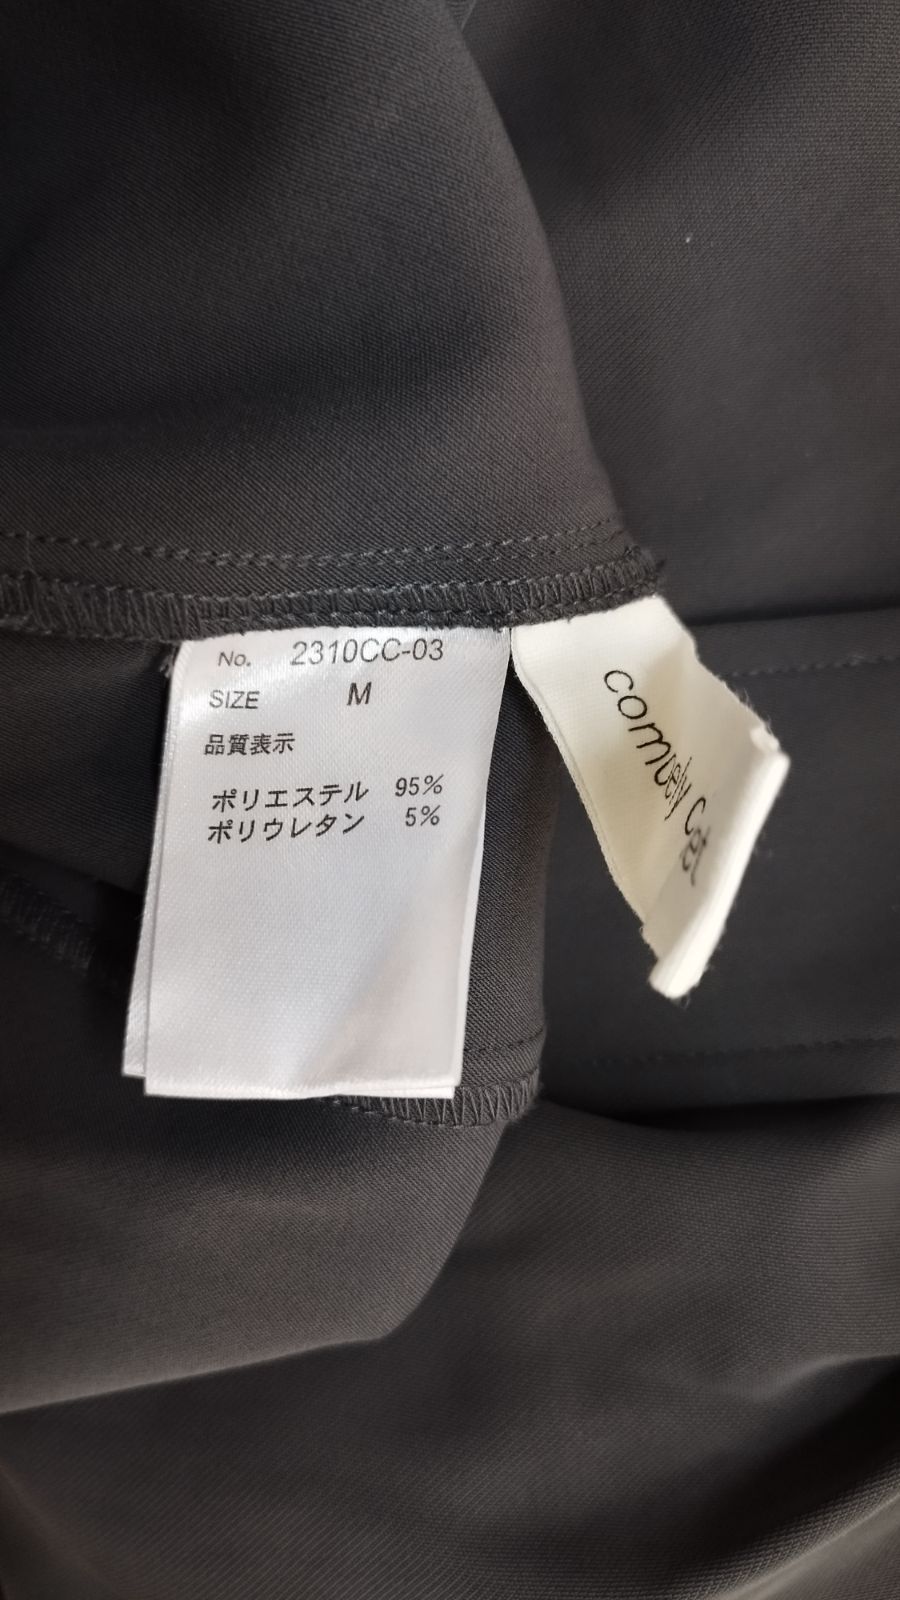 No. 2310CC-03
SIZE M
品質表示
ポリエステル 95%
ポリウレタン 5%
comuely